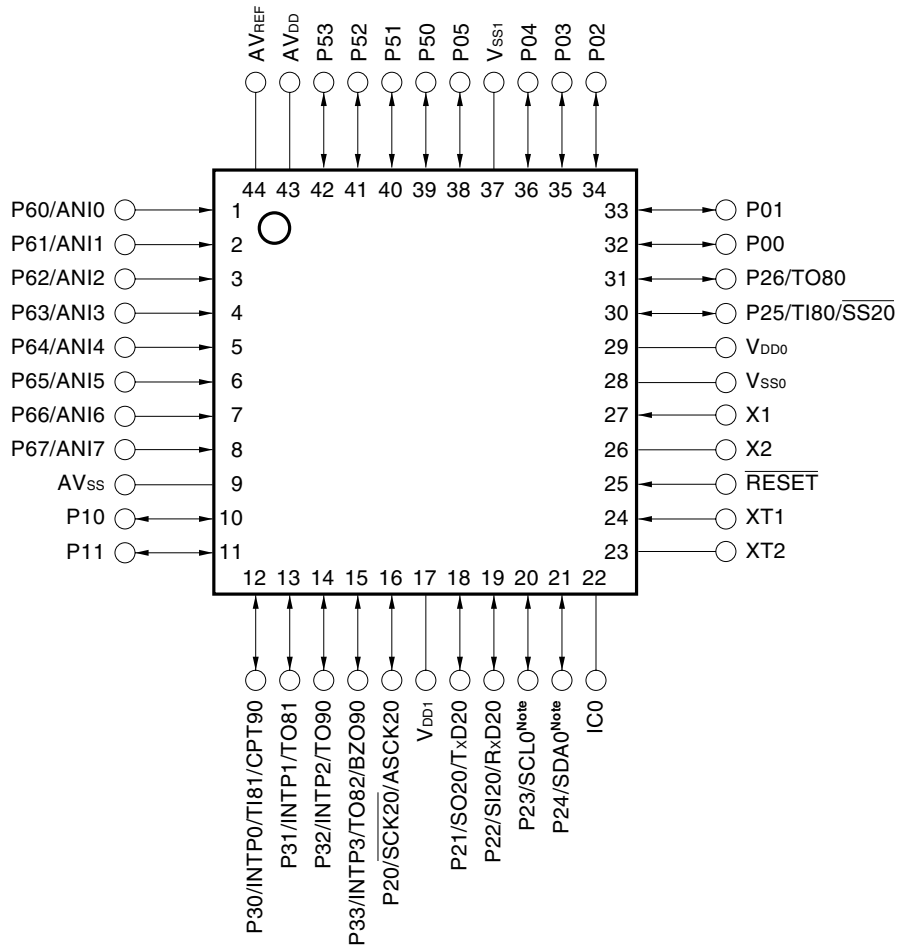 AVREF
AVDD
P53
P52
P51
P50
P05
VSS1
P04
P03
P02
44 43 42 41 40 39 38 37 36 35 34
P60/ANI0 1
P61/ANI1 2
P62/ANI2 3
P63/ANI3 4
P64/ANI4 5
P65/ANI5 6
P66/ANI6 7
P67/ANI7 8
AVSS 9
P10 10
P11 11
33 P01
32 P00
31 P26/TO80
30 P25/TI80/SS20
29 VDD0
28 VSS0
27 X1
26 X2
25 RESET
24 XT1
23 XT2
12 13 14 15 16 17 18 19 20 21 22
P30/INTP0/TI81/CPT90
P31/INTP1/TO81
P32/INTP2/TO90
P33/INTP3/TO82/BZO90
P20/SCK20/ASCK20
VDD1
P21/SO20/TxD20
P22/SI20/RxD20
P23/SCL0Note
P24/SDA0Note
IC0